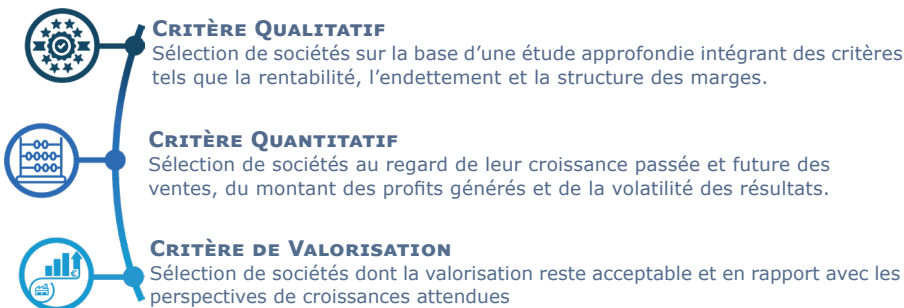 Critère Qualitatif
Sélection de sociétés sur la base d’une étude approfondie intégrant des critères
tels que la rentabilité, l’endettement et la structure des marges.
Critère Quantitatif
Sélection de sociétés au regard de leur croissance passée et future des
ventes, du montant des profits générés et de la volatilité des résultats.
Critère de Valorisation
Sélection de sociétés dont la valorisation reste acceptable et en rapport avec les
perspectives de croissances attendues